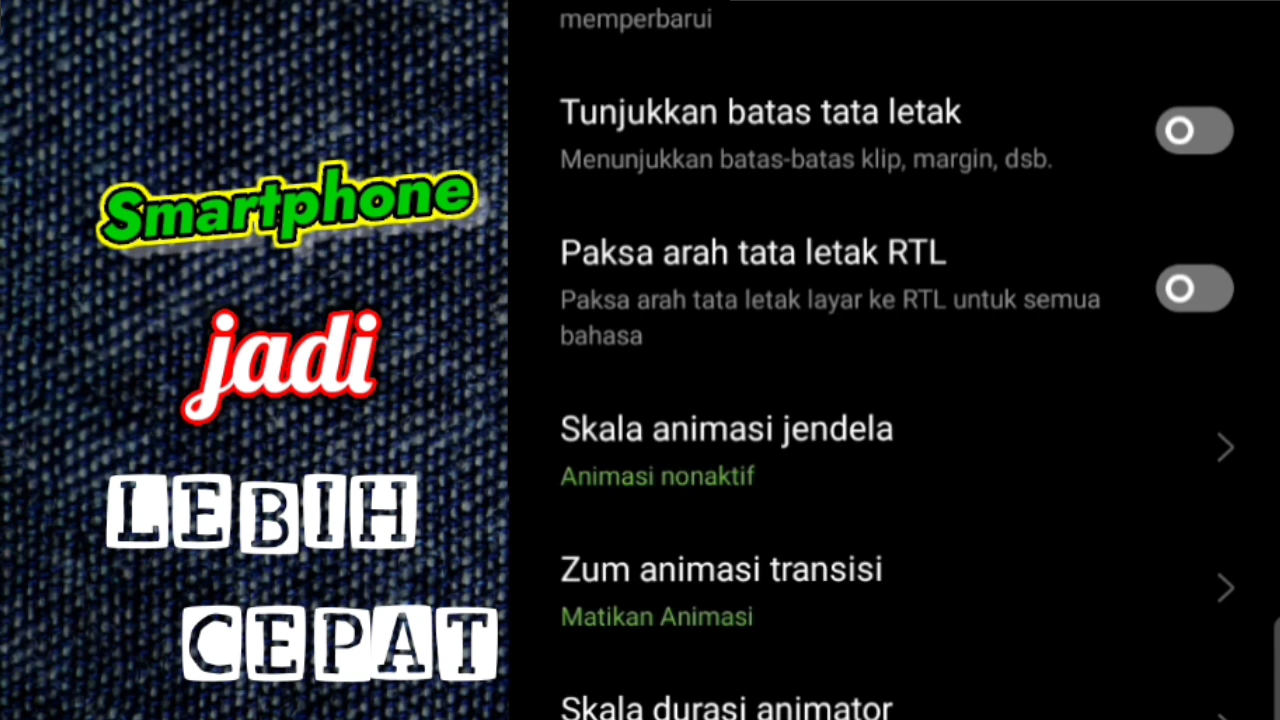 Smartphone
jadi
LEBIH
CEPAT
memperbarui
Tunjukkan batas tata letak
Menunjukkan batas-batas klip, margin, dsb.
Paksa arah tata letak RTL
Paksa arah tata letak layar ke RTL untuk semua
bahasa
Skala animasi jendela
Animasi nonaktif
Zum animasi transisi
Matikan Animasi
Skala durasi animator